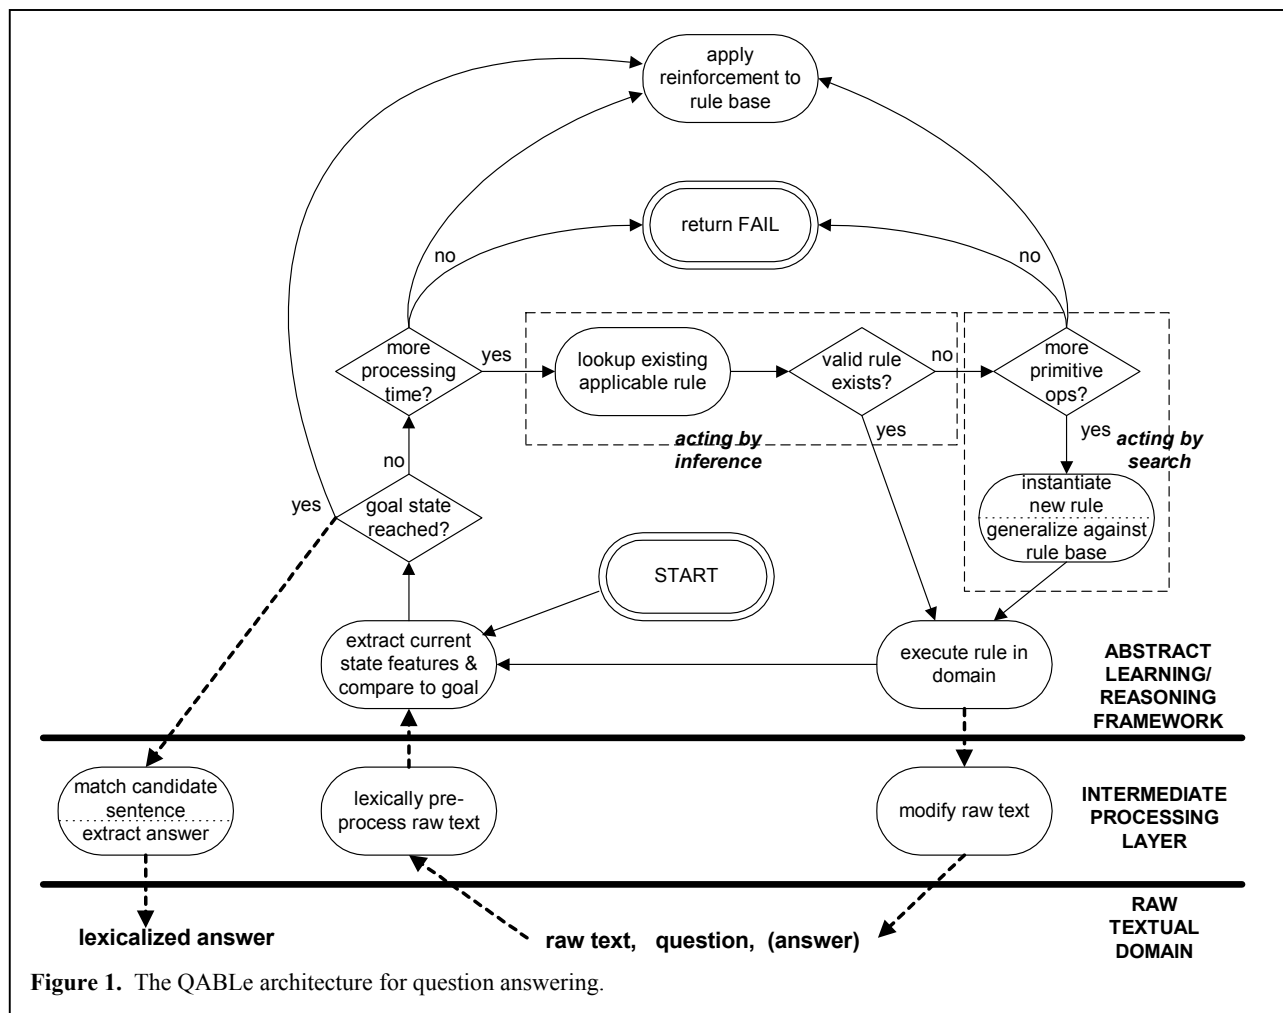 apply
reinforcement to
rule base
return FAIL
no
no
more
processing
time?
yes
lookup existing
applicable rule
valid rule
exists?
no
more
primitive
ops?
yes
yes
acting by
inference
acting by
search
no
yes
goal state
reached?
instantiate
new rule
generalize against
rule base
START
extract current
state features &
compare to goal
execute rule in
domain
ABSTRACT
LEARNING/
REASONING
FRAMEWORK
match candidate
sentence
extract answer
lexically pre-
process raw text
modify raw text
INTERMEDIATE
PROCESSING
LAYER
lexicalized answer
raw text, question, (answer)
RAW
TEXTUAL
DOMAIN
Figure 1. The QABLe architecture for question answering.